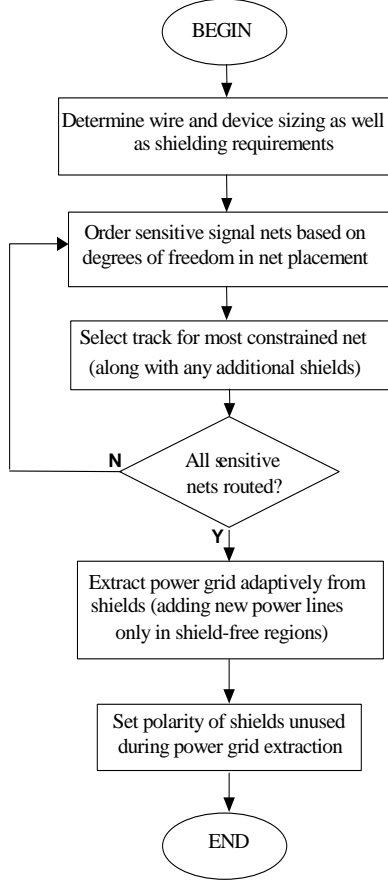 BEGIN
Determine wire and device sizing as well
as shielding requirements
Order sensitive signal nets based on
degrees of freedom in net placement
Select track for most constrained net
(along with any additional shields)
N
All sensitive
nets routed?
Y
Extract power grid adaptively from
shields (adding new power lines
only in shield-free regions)
Set polarity of shields unused
during power grid extraction
END